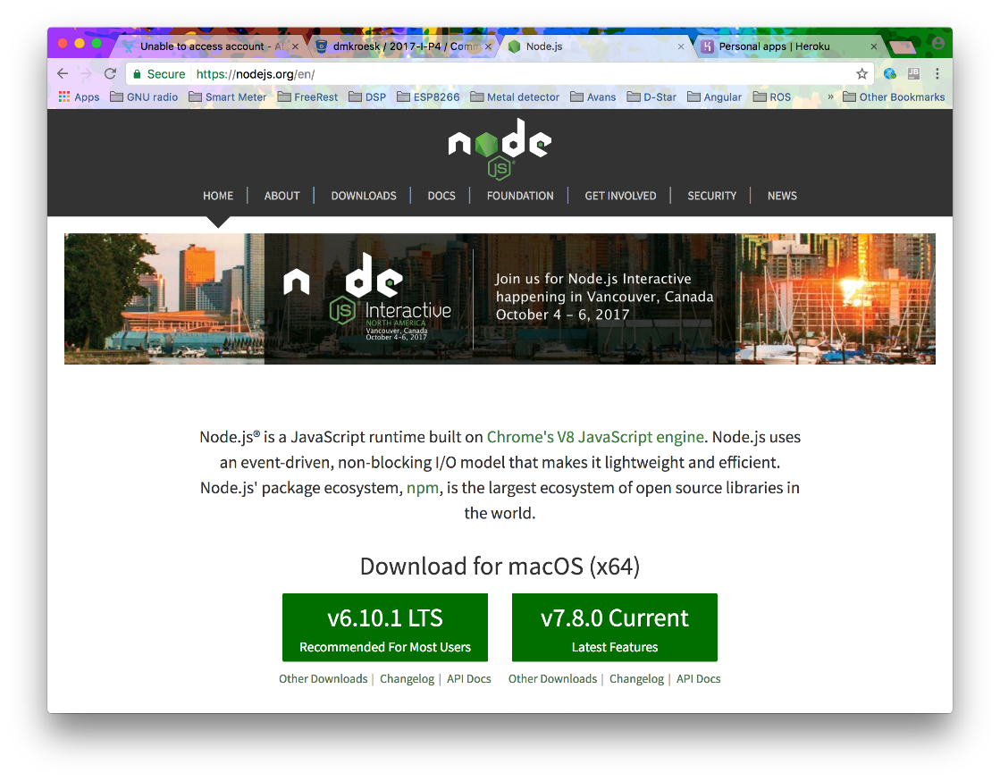 Unable to access account - A
dmkroesk / 2017-I-P4 / Comm
Node.js
Personal apps | Heroku
Secure
https://nodejs.org/en/
Apps
GNU radio
Smart Meter
FreeRest
DSP
ESP8266
Metal detector
Avans
D-Star
Angular
ROS
»
Other Bookmarks
node
JS
HOME
ABOUT
DOWNLOADS
DOCS
FOUNDATION
GET INVOLVED
SECURITY
NEWS
node
JS
Interactive
NORTH AMERICA
Vancouver, Canada
October 4-6, 2017
Join us for Node.js Interactive
happening in Vancouver, Canada
October 4 – 6, 2017
Node.js® is a JavaScript runtime built on Chrome's V8 JavaScript engine. Node.js uses
an event-driven, non-blocking I/O model that makes it lightweight and efficient.
Node.js' package ecosystem, npm, is the largest ecosystem of open source libraries in
the world.
Download for macOS (x64)
v6.10.1 LTS
Recommended For Most Users
v7.8.0 Current
Latest Features
Other Downloads | Changelog | API Docs
Other Downloads | Changelog | API Docs